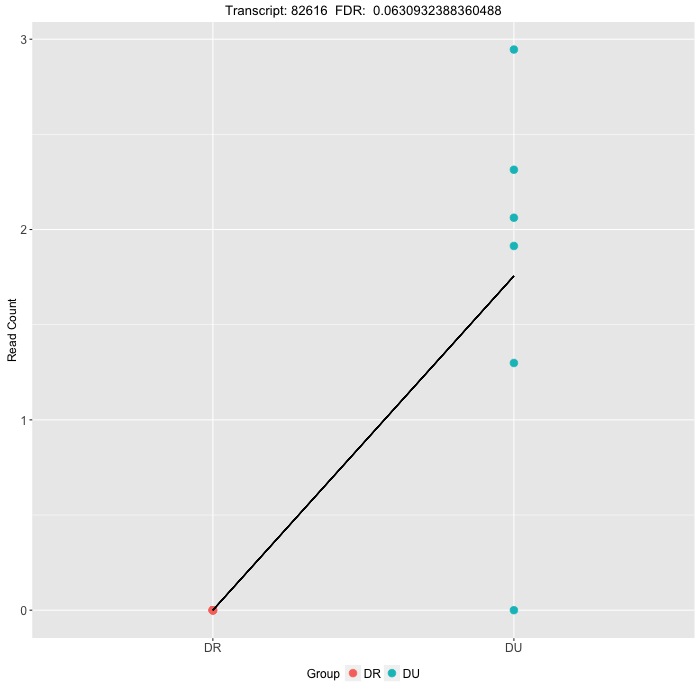 Transcript: 82616  FDR:  0.0630932388360488
3
2
Read Count
1
0
DR DU
Group DR DU